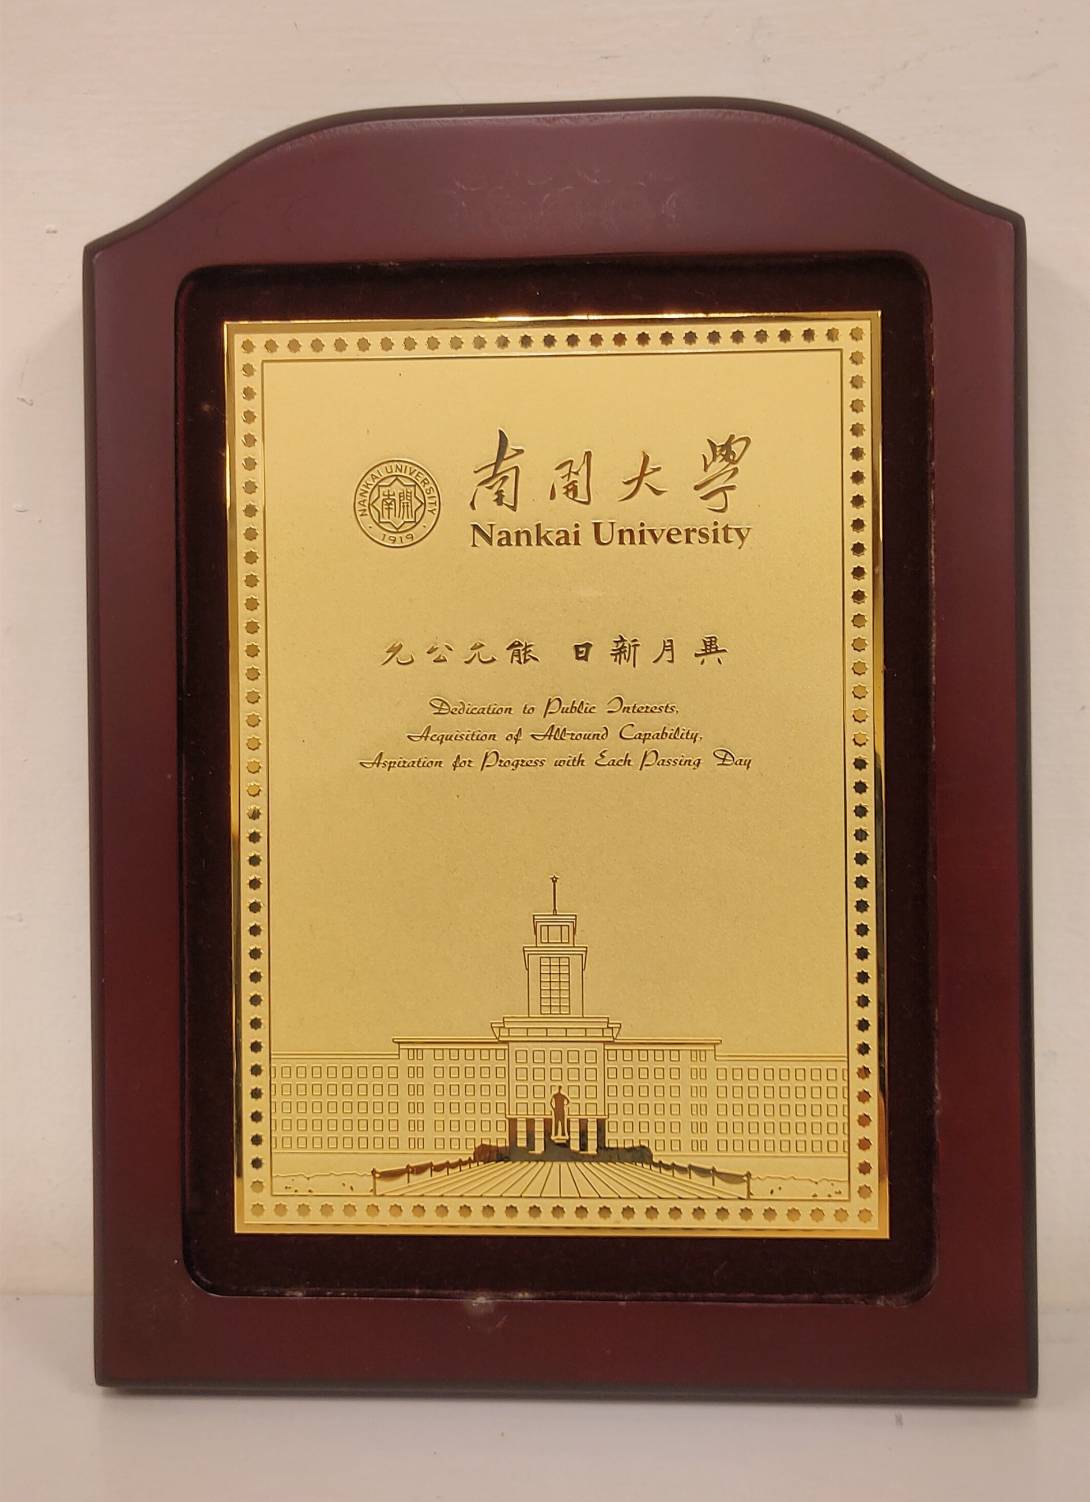 NANKAI UNIVERSITY
南開
1919
南開大學
Nankai University
允公允能 日新月異
Dedication to Public Interests,
Acquisition of All-round Capability,
Aspiration for Progress with Each Passing Day